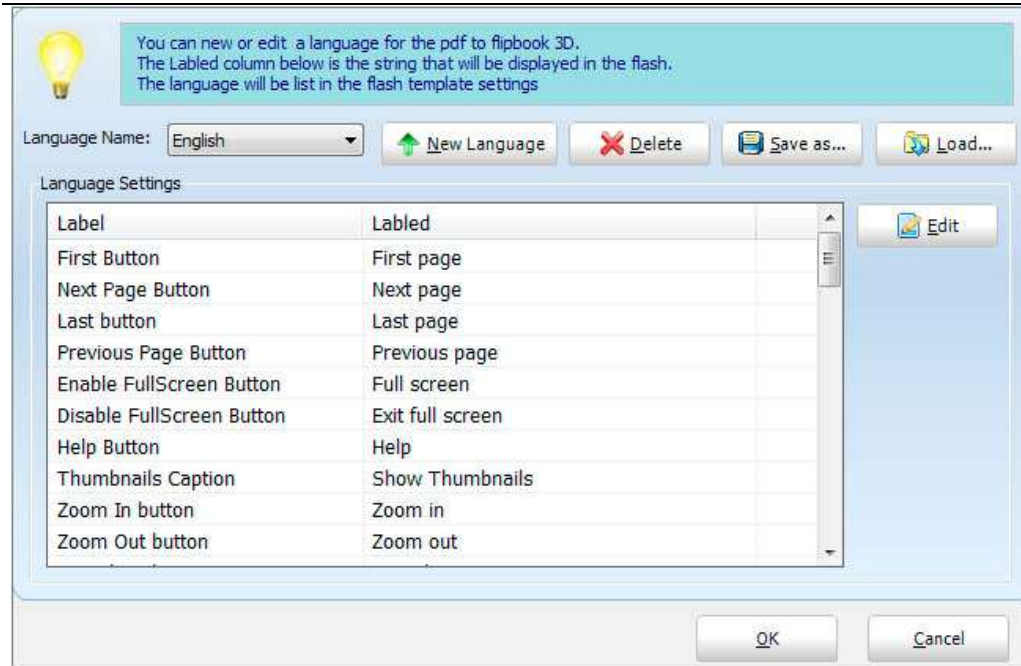 You can new or edit a language for the pdf to flipbook 3D.
The Labled column below is the string that will be displayed in the flash.
The language will be list in the flash template settings
Language Name: English New Language Delete Save as... Load...
Language Settings
Label Labled
Edit
First Button First page
Next Page Button Next page
Last button Last page
Previous Page Button Previous page
Enable FullScreen Button Full screen
Disable FullScreen Button Exit full screen
Help Button Help
Thumbnails Caption Show Thumbnails
Zoom In button Zoom in
Zoom Out button Zoom out
OK Cancel